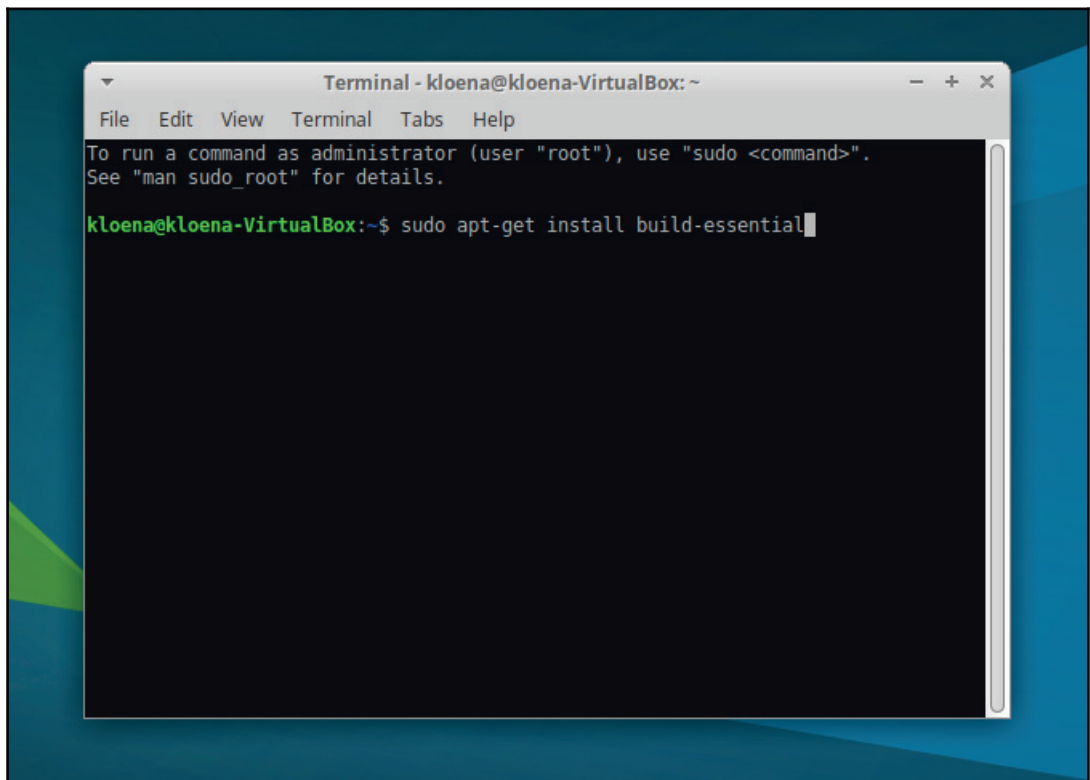 Terminal - kloena@kloena-VirtualBox: ~
File Edit View Terminal Tabs Help
To run a command as administrator (user "root"), use "sudo <command>".
See "man sudo_root" for details.
kloena@kloena-VirtualBox:~$ sudo apt-get install build-essential